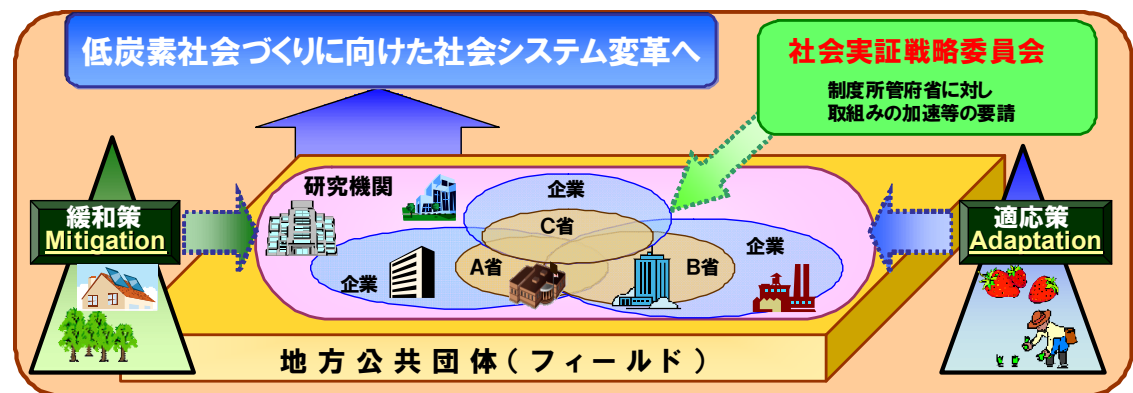 低炭素社会づくりに向けた社会システム変革へ
社会実証戦略委員会
制度所管府省に対し
取組みの加速等の要請
研究機関
企業
C省
緩和策
Mitigation
適応策
Adaptation
企業
A省
B省
企業
地方公共団体(フィールド)